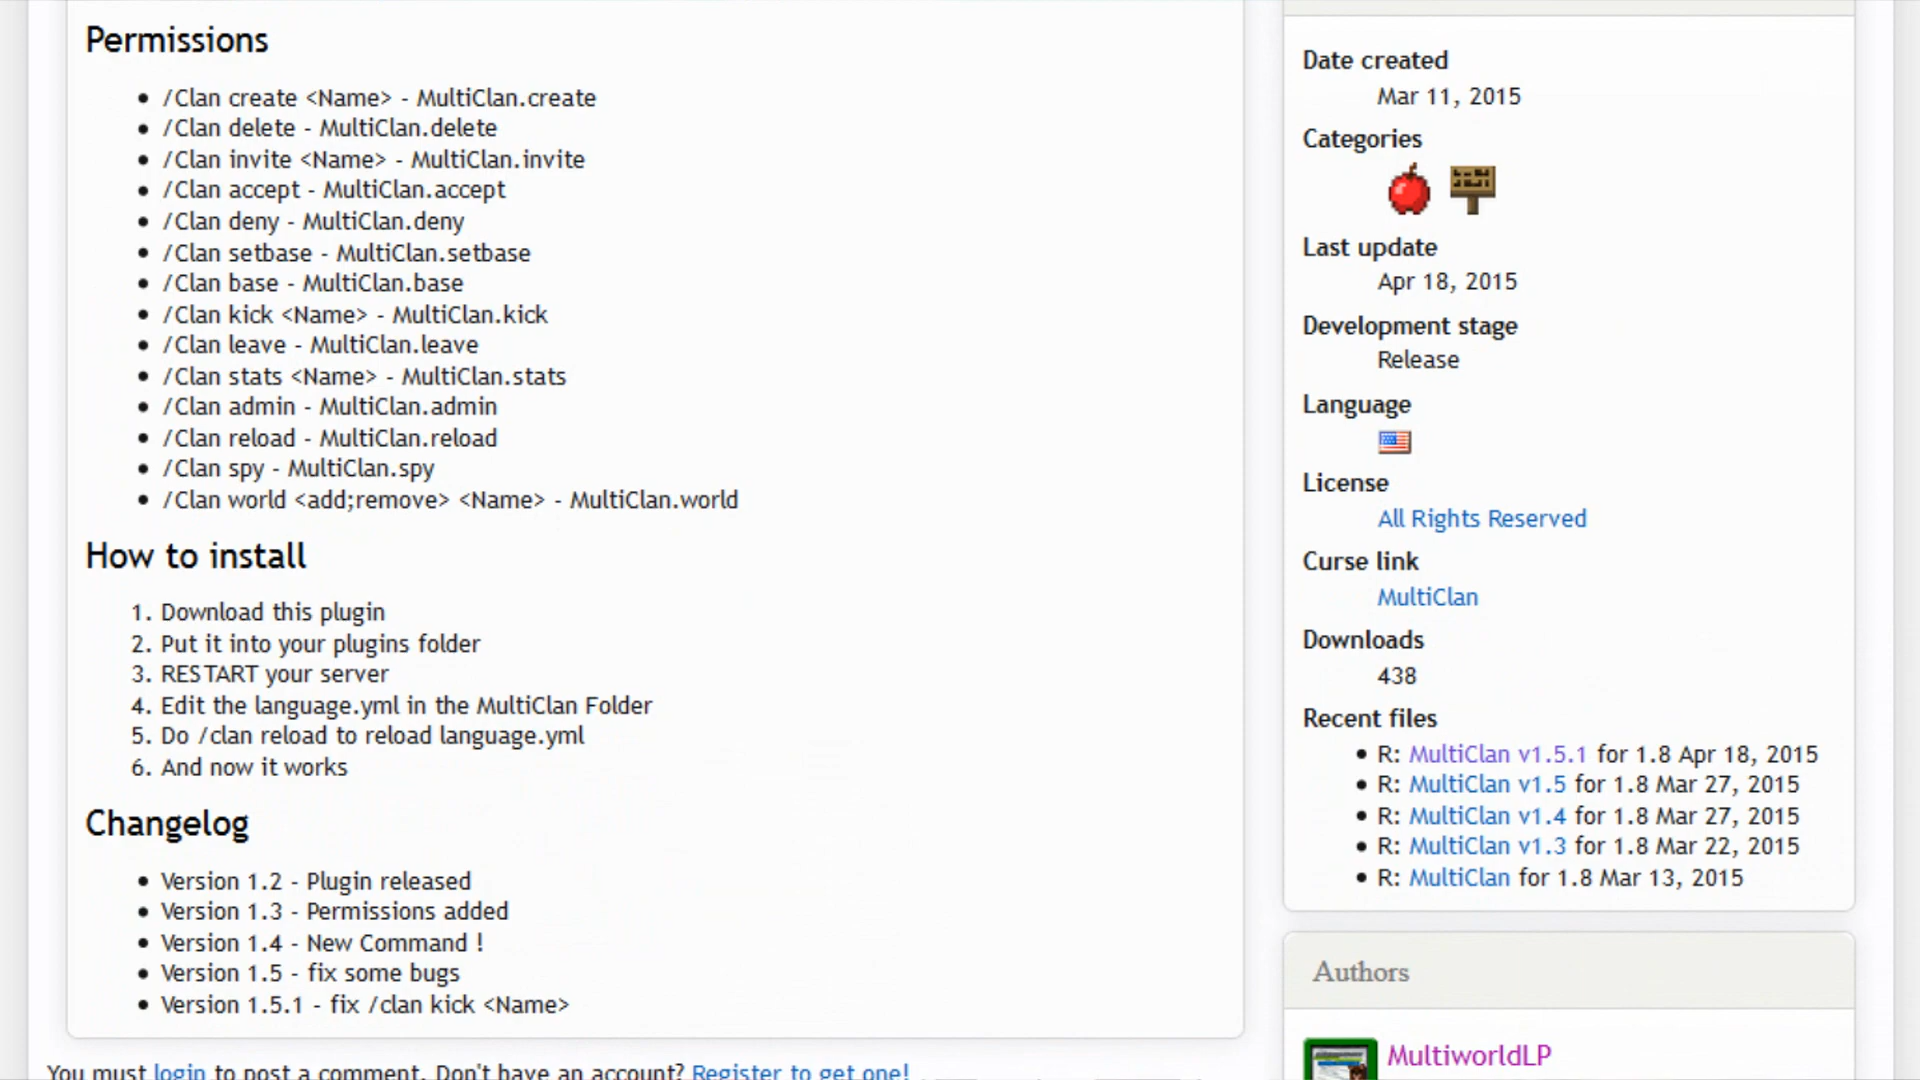 Permissions
• /Clan create <Name> - MultiClan.create
• /Clan delete - MultiClan.delete
• /Clan invite <Name> - MultiClan.invite
• /Clan accept - MultiClan.accept
• /Clan deny - MultiClan.deny
• /Clan setbase - MultiClan.setbase
• /Clan base - MultiClan.base
• /Clan kick <Name> - MultiClan.kick
• /Clan leave - MultiClan.leave
• /Clan stats <Name> - MultiClan.stats
• /Clan admin - MultiClan.admin
• /Clan reload - MultiClan.reload
• /Clan spy - MultiClan.spy
• /Clan world <add;remove> <Name> - MultiClan.world
How to install
1. Download this plugin
2. Put it into your plugins folder
3. RESTART your server
4. Edit the language.yml in the MultiClan Folder
5. Do /clan reload to reload language.yml
6. And now it works
Changelog
• Version 1.2 - Plugin released
• Version 1.3 - Permissions added
• Version 1.4 - New Command !
• Version 1.5 - fix some bugs
• Version 1.5.1 - fix /clan kick <Name>
You must login to post a comment. Don't have an account? Register to get one!
Date created
Mar 11, 2015
Categories
Last update
Apr 18, 2015
Development stage
Release
Language
License
All Rights Reserved
Curse link
MultiClan
Downloads
438
Recent files
• R: MultiClan v1.5.1 for 1.8 Apr 18, 2015
• R: MultiClan v1.5 for 1.8 Mar 27, 2015
• R: MultiClan v1.4 for 1.8 Mar 27, 2015
• R: MultiClan v1.3 for 1.8 Mar 22, 2015
• R: MultiClan for 1.8 Mar 13, 2015
Authors
MultiworldLP